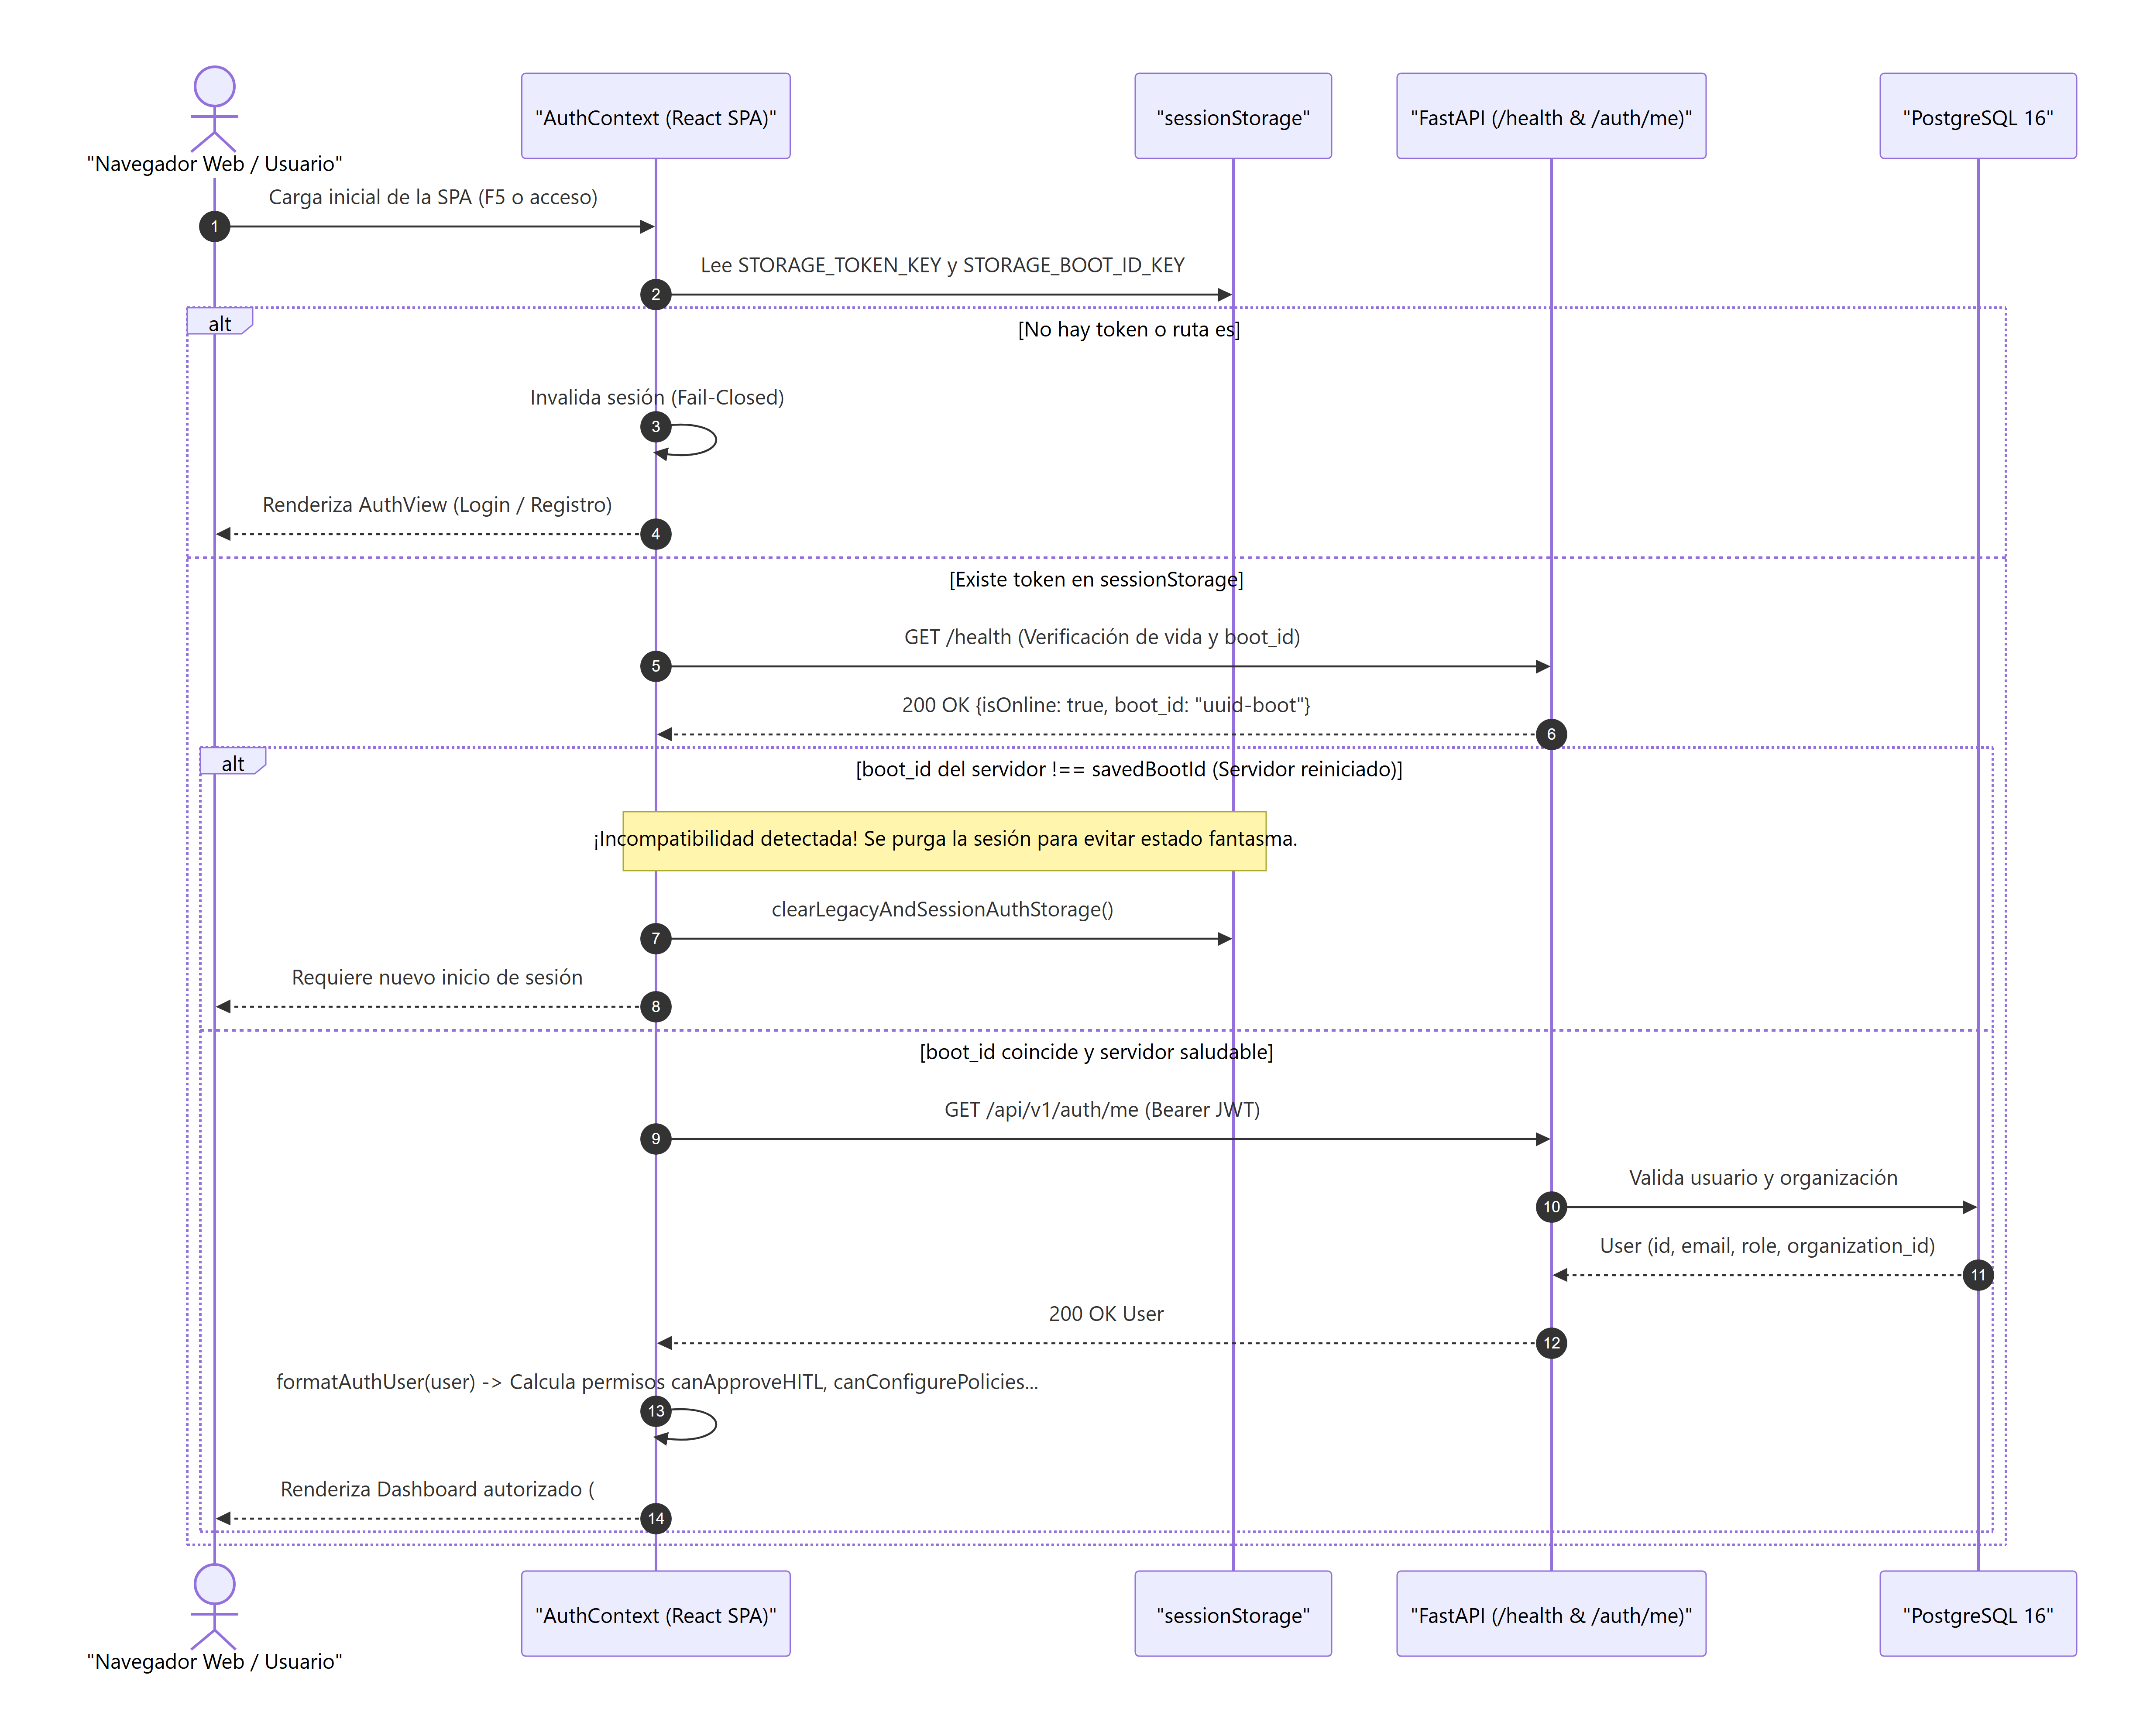 "Navegador Web / Usuario"
"AuthContext (React SPA)"
"sessionStorage"
"FastAPI (/health & /auth/me)"
"PostgreSQL 16"
Carga inicial de la SPA (F5 o acceso)
1
Lee STORAGE_TOKEN_KEY y STORAGE_BOOT_ID_KEY
2
alt
[No hay token o ruta es]
Invalida sesión (Fail-Closed)
3
Renderiza AuthView (Login / Registro)
4
[Existe token en sessionStorage]
GET /health (Verificación de vida y boot_id)
5
200 OK {isOnline: true, boot_id: "uuid-boot"}
6
alt
[boot_id del servidor !== savedBootId (Servidor reiniciado)]
¡Incompatibilidad detectada! Se purga la sesión para evitar estado fantasma.
clearLegacyAndSessionAuthStorage()
7
Requiere nuevo inicio de sesión
8
[boot_id coincide y servidor saludable]
GET /api/v1/auth/me (Bearer JWT)
9
Valida usuario y organización
10
User (id, email, role, organization_id)
11
200 OK User
12
formatAuthUser(user) -> Calcula permisos canApproveHITL, canConfigurePolicies...
13
Renderiza Dashboard autorizado (
14
"Navegador Web / Usuario"
"AuthContext (React SPA)"
"sessionStorage"
"FastAPI (/health & /auth/me)"
"PostgreSQL 16"